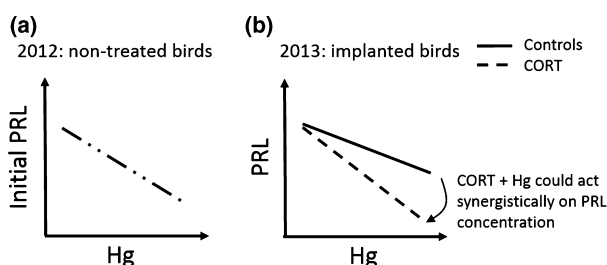 (a)
2012: non-treated birds
Initial PRL
Hg
(b)
2013: implanted birds
Controls
CORT
PRL
Hg
CORT + Hg could act
synergistically on PRL
concentration